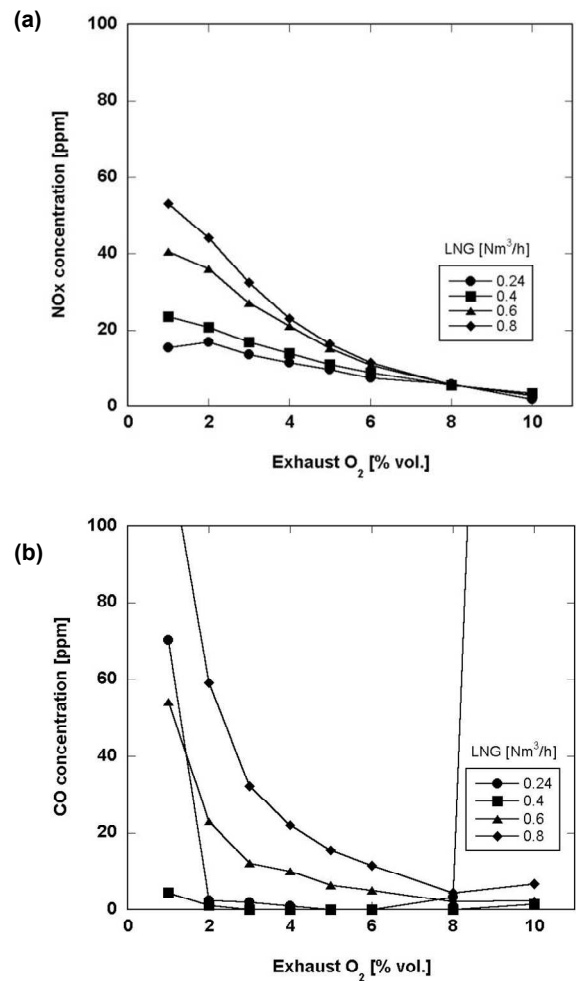 (a)
100
80
60
40
20
0
NOx concentration [ppm]
LNG [Nm³/h]
0.24
0.4
0.6
0.8
0 2 4 6 8 10
Exhaust O₂ [% vol.]
(b)
100
80
60
40
20
0
CO concentration [ppm]
LNG [Nm³/h]
0.24
0.4
0.6
0.8
0 2 4 6 8 10
Exhaust O₂ [% vol.]